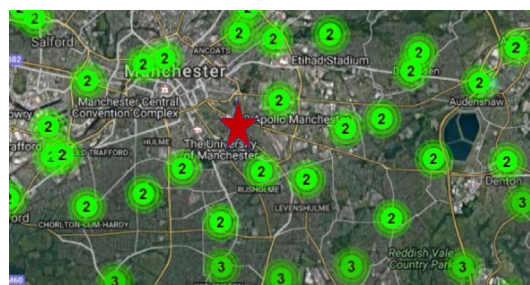 2
2
Salford
602
2
2
2
ANCOATS
2
2
Manchester
Etihad Stadium
2
2
2
2
Audenshaw
2
Manchester Central
Convention Complex
2
Apollo Manchester
2
2
2
2
HULME
The University
of Manchester
2
2
2
RUSHOLME
2
2
2
Denton
3
2
2
LEVENSHULME
2
2
CHORLTON-CUM-HARDY
Reddish Vale
Country Park
3
3
3
3
M60